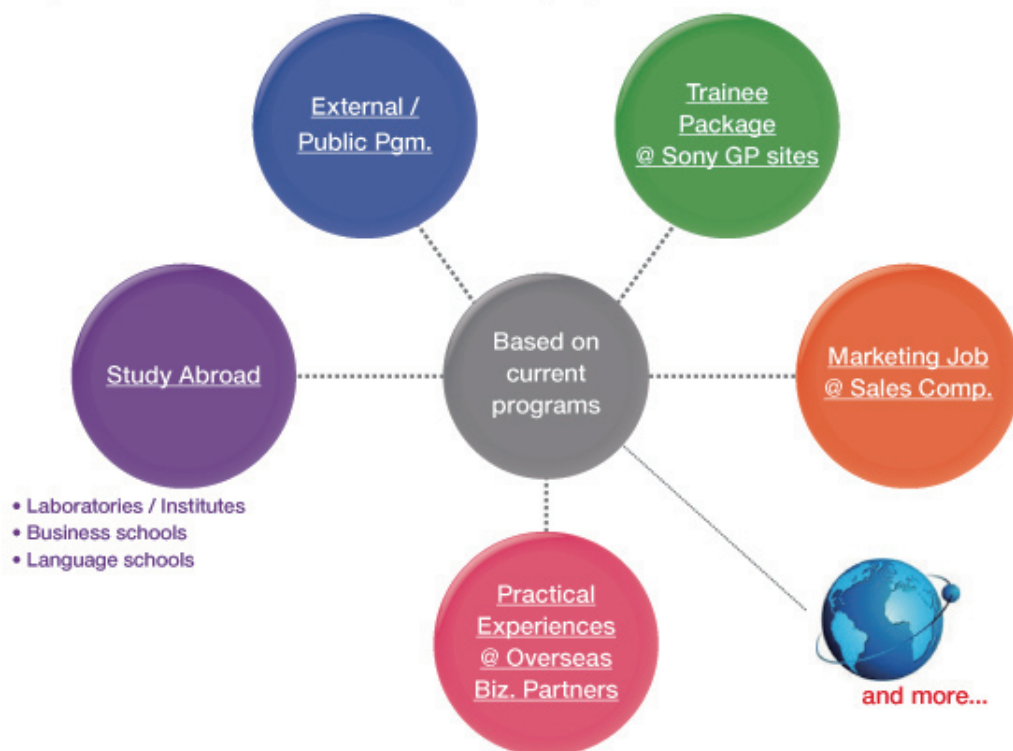 External /
Public Pgm.
Trainee
Package
@ Sony GP sites
Study Abroad
Based on
current
programs
Marketing Job
@ Sales Comp.
• Laboratories / Institutes
• Business schools
• Language schools
Practical
Experiences
@ Overseas
Biz. Partners
and more...